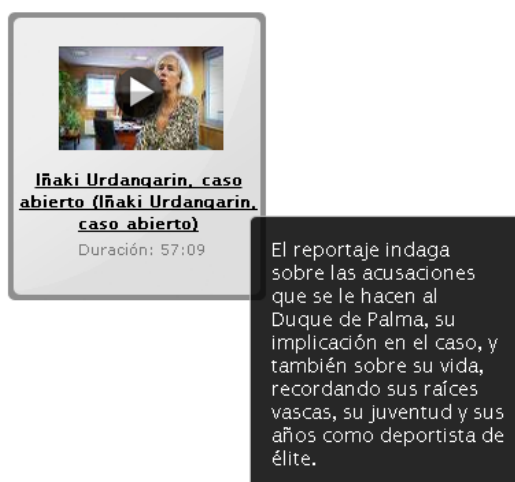 Iñaki Urdangarin, caso
abierto (Iñaki Urdangarin,
caso abierto)
Duración: 57:09
El reportaje indaga
sobre las acusaciones
que se le hacen al
Duque de Palma, su
implicación en el caso, y
también sobre su vida,
recordando sus raíces
vascas, su juventud y sus
años como deportista de
élite.